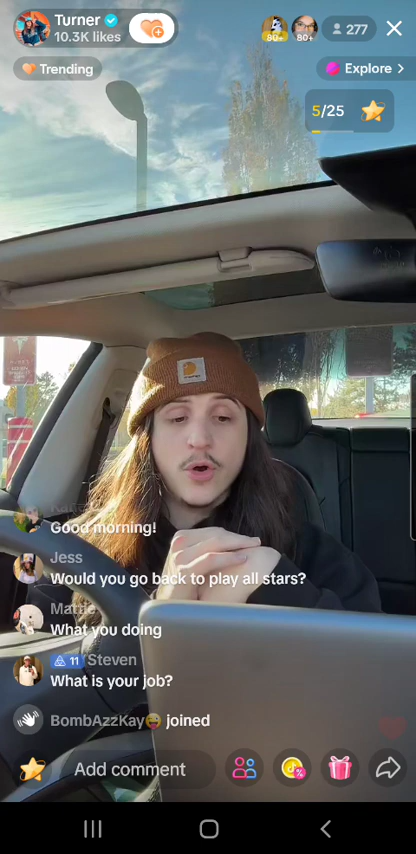 Turner
10.3K likes
80+
80+
277
Trending
Explore >
5/25
Good morning!
Jess
Would you go back to play all stars?
Mattie
What you doing
11 Steven
What is your job?
BombAzzKay😜 joined
Add comment